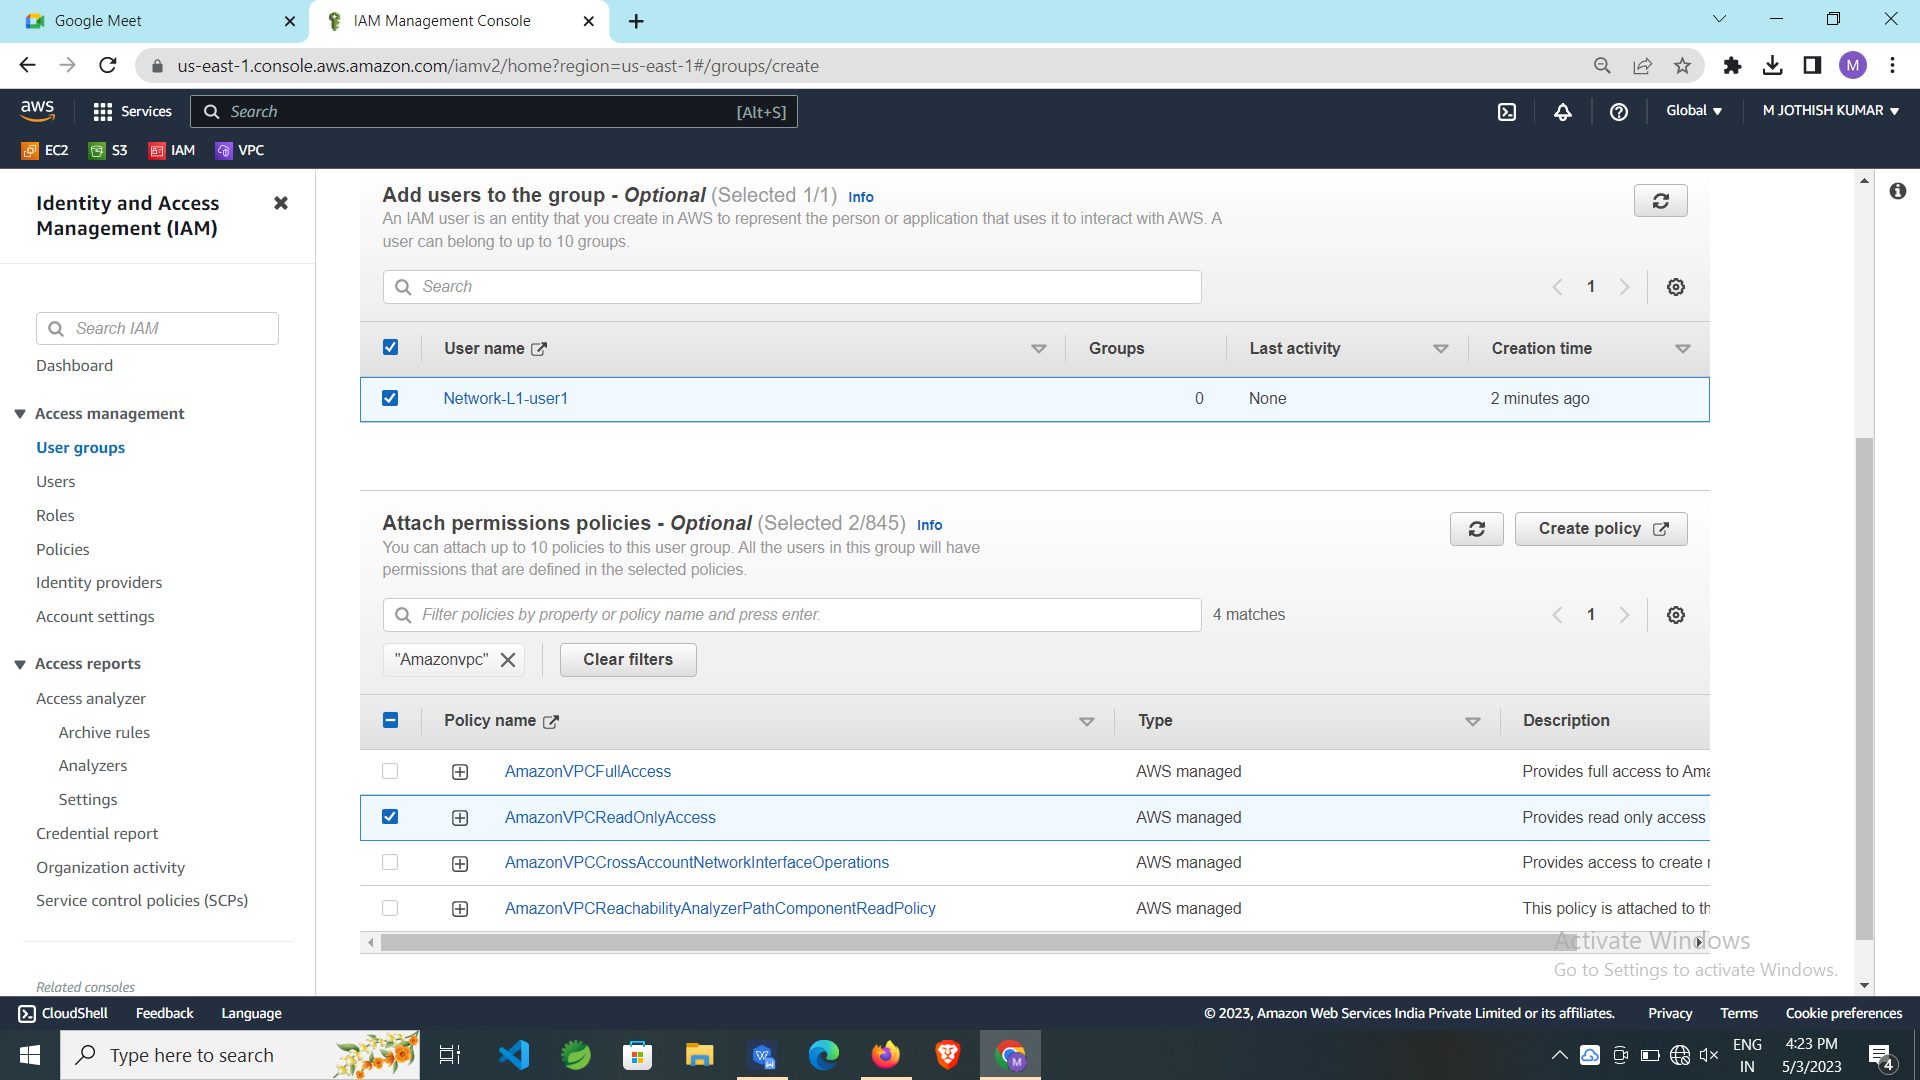 Google Meet
IAM Management Console
us-east-1.console.aws.amazon.com/iamv2/home?region=us-east-1#/groups/create
M
aws
Services
Search
[Alt+S]
Global
M JOTHISH KUMAR
EC2
S3
IAM
VPC
Identity and Access
Management (IAM)
Search IAM
Dashboard
Access management
User groups
Users
Roles
Policies
Identity providers
Account settings
Access reports
Access analyzer
Archive rules
Analyzers
Settings
Credential report
Organization activity
Service control policies (SCPs)
Related consoles
Add users to the group - Optional (Selected 1/1) Info
An IAM user is an entity that you create in AWS to represent the person or application that uses it to interact with AWS. A
user can belong to up to 10 groups.
Search
1
User name
Groups
Last activity
Creation time
Network-L1-user1
0
None
2 minutes ago
Attach permissions policies - Optional (Selected 2/845) Info
Create policy
You can attach up to 10 policies to this user group. All the users in this group will have
permissions that are defined in the selected policies.
Filter policies by property or policy name and press enter.
4 matches
1
"Amazonvpc"
Clear filters
Policy name
Type
Description
AmazonVPCFullAccess
AWS managed
Provides full access to Ama
AmazonVPCReadOnlyAccess
AWS managed
Provides read only access
AmazonVPCCrossAccountNetworkInterfaceOperations
AWS managed
Provides access to create
AmazonVPCReachabilityAnalyzerPathComponentReadPolicy
AWS managed
This policy is attached to th
Activate Windows
Go to Settings to activate Windows.
CloudShell
Feedback
Language
© 2023, Amazon Web Services India Private Limited or its affiliates.
Privacy
Terms
Cookie preferences
Type here to search
M
ENG
IN
4:23 PM
5/3/2023
4